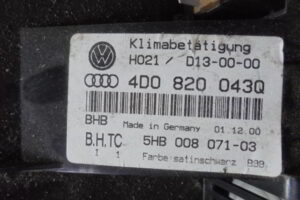 Klimabetätigung
H021 / D13-00-00
4D0 820 043Q
BHB Made in Germany 01.12.00
B.H.TC 5HB 008 071-03
1 1 Farbe:satinschwarz B98